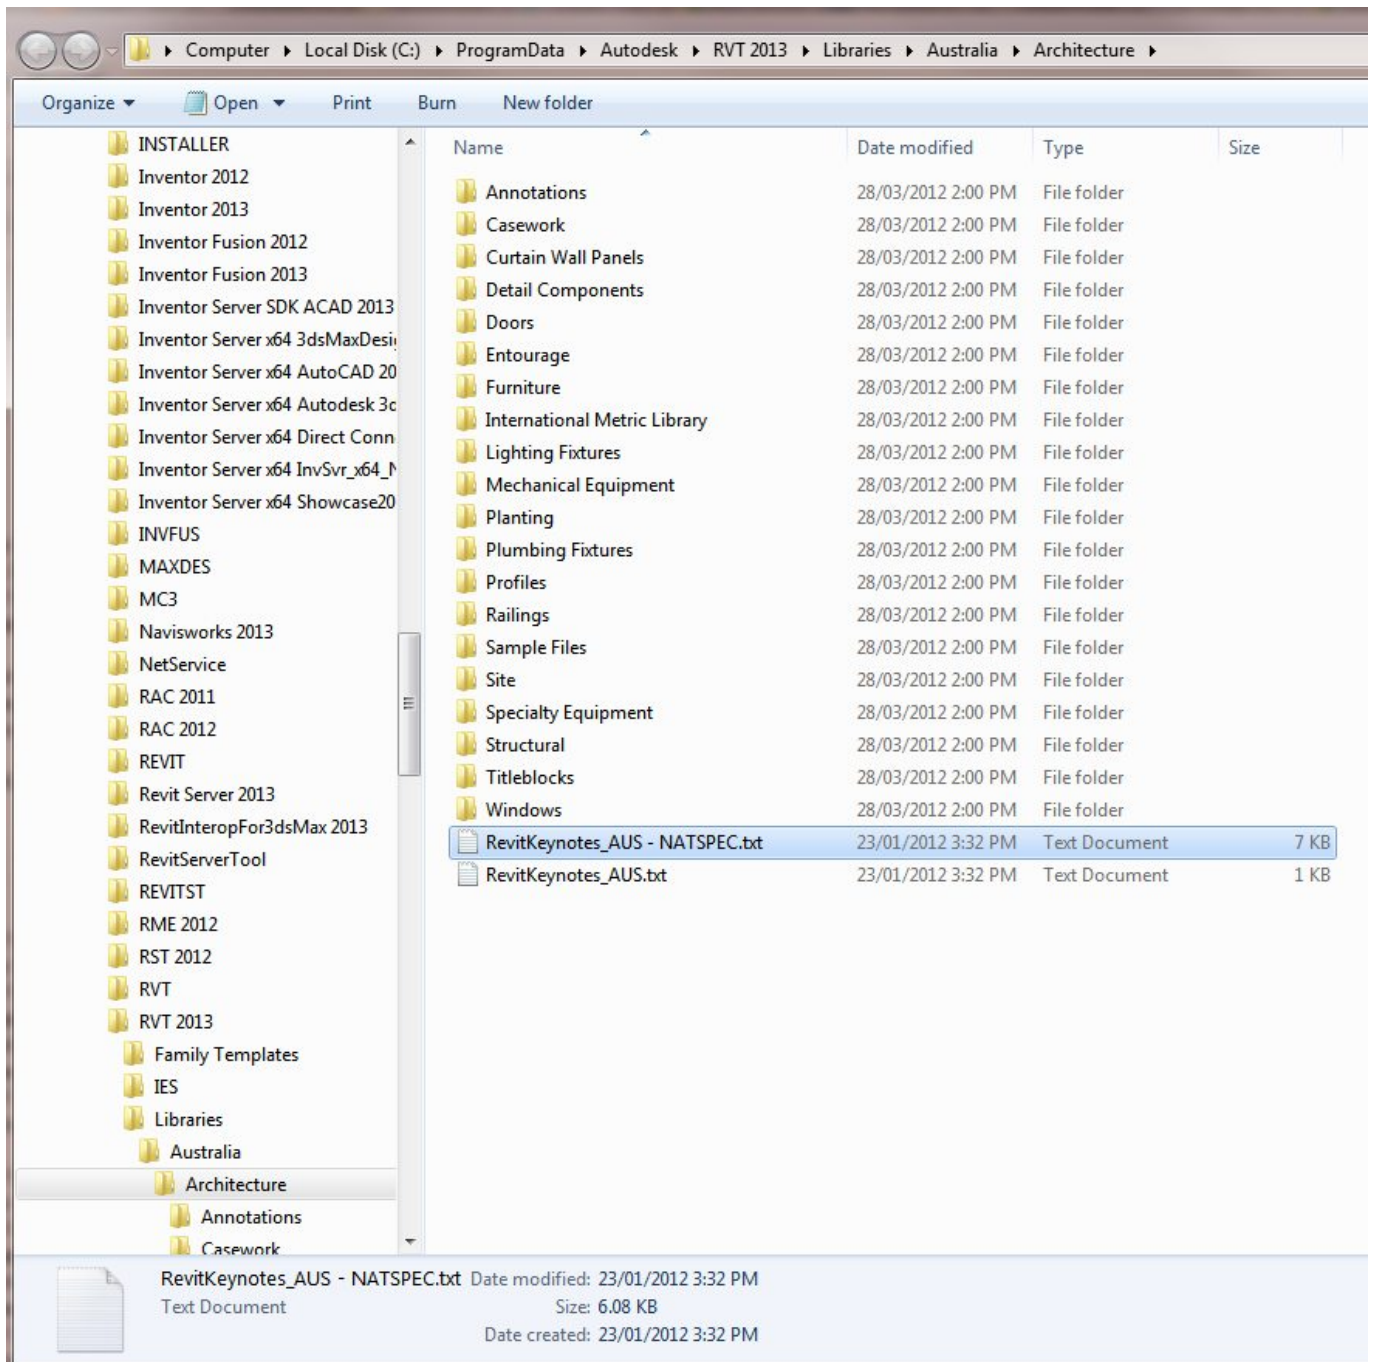 Computer Local Disk (C:) ProgramData Autodesk RVT 2013 Libraries Australia Architecture
Organize Open Print Burn New folder
INSTALLER
Inventor 2012
Inventor 2013
Inventor Fusion 2012
Inventor Fusion 2013
Inventor Server SDK ACAD 2013
Inventor Server x64 3dsMaxDesi
Inventor Server x64 AutoCAD 20
Inventor Server x64 Autodesk 3d
Inventor Server x64 Direct Conn
Inventor Server x64 InvSvr_x64_N
Inventor Server x64 Showcase20
INVFUS
MAXDES
MC3
Navisworks 2013
NetService
RAC 2011
RAC 2012
REVIT
Revit Server 2013
RevitInteropFor3dsMax 2013
RevitServerTool
REVITST
RME 2012
RST 2012
RVT
RVT 2013
Family Templates
IES
Libraries
Australia
Architecture
Annotations
Casework
Name Date modified Type Size
Annotations 28/03/2012 2:00 PM File folder
Casework 28/03/2012 2:00 PM File folder
Curtain Wall Panels 28/03/2012 2:00 PM File folder
Detail Components 28/03/2012 2:00 PM File folder
Doors 28/03/2012 2:00 PM File folder
Entourage 28/03/2012 2:00 PM File folder
Furniture 28/03/2012 2:00 PM File folder
International Metric Library 28/03/2012 2:00 PM File folder
Lighting Fixtures 28/03/2012 2:00 PM File folder
Mechanical Equipment 28/03/2012 2:00 PM File folder
Planting 28/03/2012 2:00 PM File folder
Plumbing Fixtures 28/03/2012 2:00 PM File folder
Profiles 28/03/2012 2:00 PM File folder
Railings 28/03/2012 2:00 PM File folder
Sample Files 28/03/2012 2:00 PM File folder
Site 28/03/2012 2:00 PM File folder
Specialty Equipment 28/03/2012 2:00 PM File folder
Structural 28/03/2012 2:00 PM File folder
Titleblocks 28/03/2012 2:00 PM File folder
Windows 28/03/2012 2:00 PM File folder
RevitKeynotes_AUS - NATSPEC.txt 23/01/2012 3:32 PM Text Document 7 KB
RevitKeynotes_AUS.txt 23/01/2012 3:32 PM Text Document 1 KB
RevitKeynotes_AUS - NATSPEC.txt Date modified: 23/01/2012 3:32 PM
Text Document Size: 6.08 KB
Date created: 23/01/2012 3:32 PM